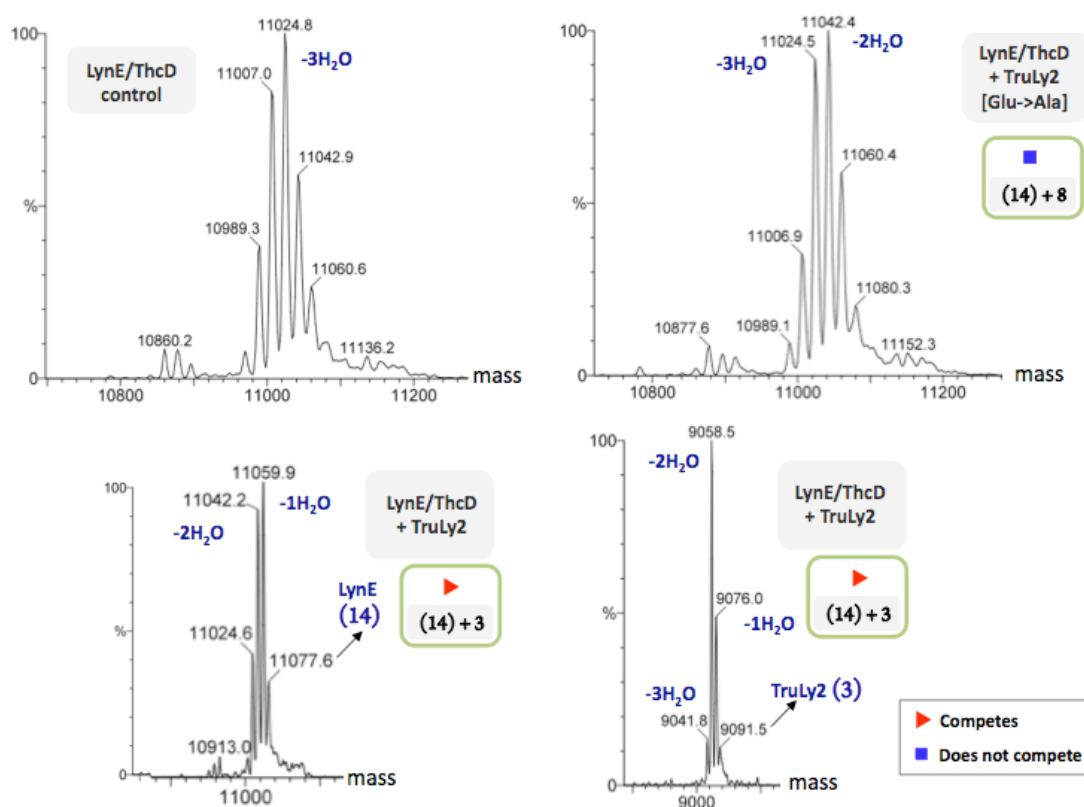 LynE/ThcD
control
100
%
0
11024.8
-3H₂O
11007.0
11042.9
10989.3
11060.6
10860.2
11136.2
10800
11000
11200
mass
100
%
0
11042.4
-2H₂O
11024.5
-3H₂O
11060.4
11006.9
11080.3
10877.6
10989.1
11152.3
10800
11000
11200
mass
LynE/ThcD
+ TruLy2
[Glu->Ala]
(14) + 8
100
%
0
11059.9
-1H₂O
11042.2
-2H₂O
11024.6
11077.6
10913.0
11000
mass
LynE
(14)
LynE/ThcD
+ TruLy2
(14) + 3
100
%
0
9058.5
-2H₂O
9076.0
-1H₂O
-3H₂O
9041.8
9091.5
TruLy2 (3)
9000
mass
LynE/ThcD
+ TruLy2
(14) + 3
Competes
Does not compete